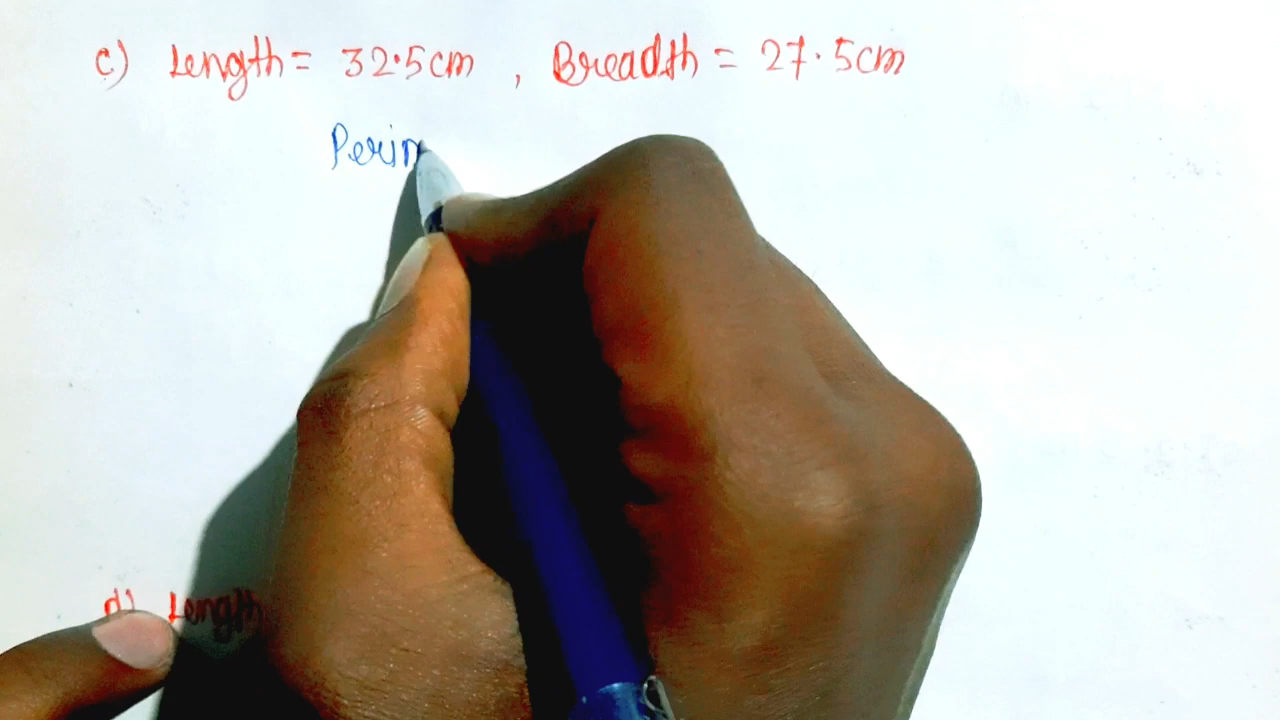 c) Length = 32.5cm , Breadth = 27.5cm
Perim
d) Length